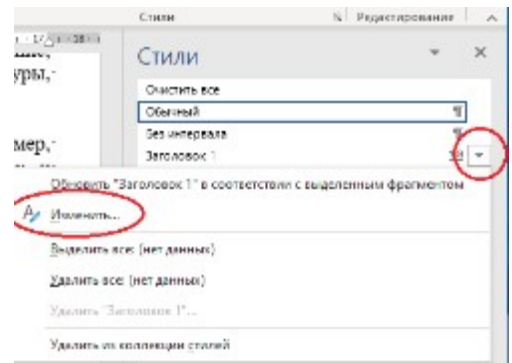 Стили
Редактирование
Стили
уры,
Очистить все
Обычный
Без интервала
мер,
Заголовок 1
Обновить "Заголовок 1" в соответствии с выделенным фрагментом
Изменить...
Выделить все: (нет данных)
Удалить все: (нет данных)
Удалить "Заголовок 1"...
Удалить из коллекции стилей